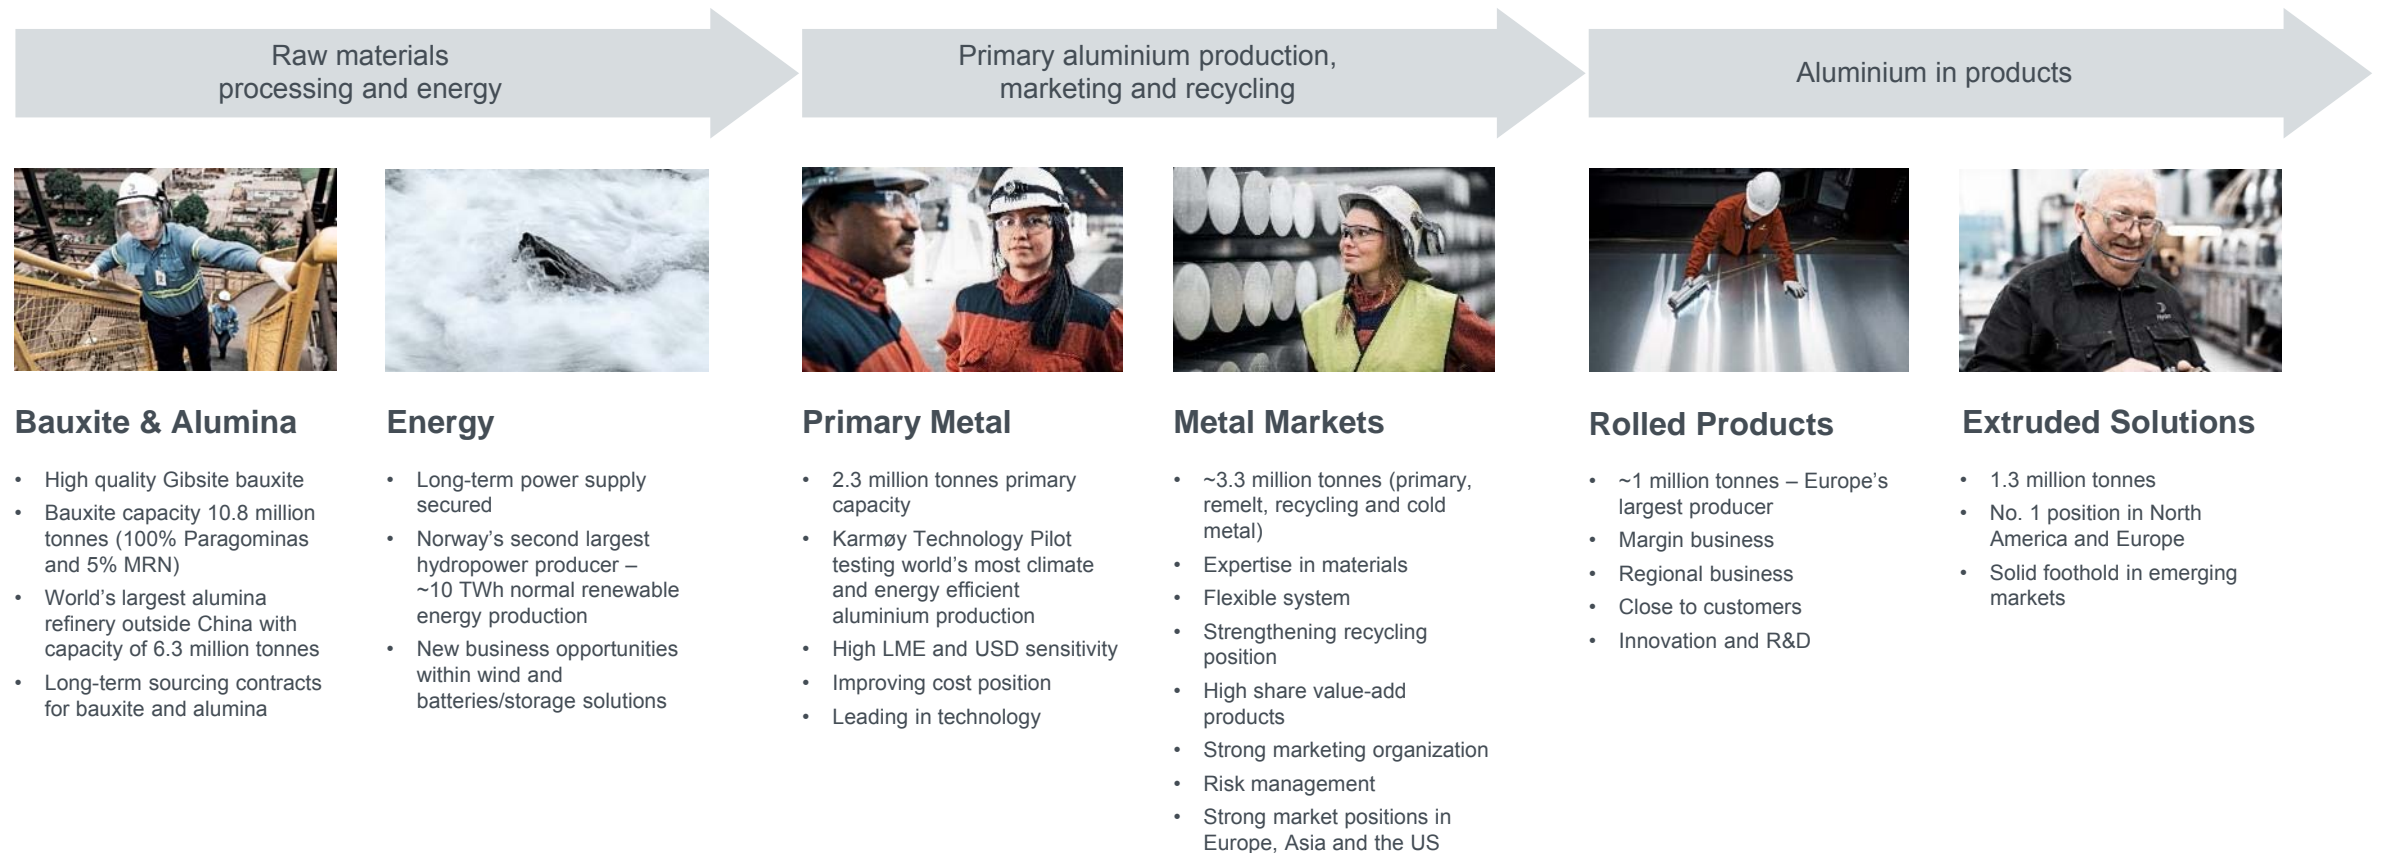 Raw materials
processing and energy
Primary aluminium production,
marketing and recycling
Aluminium in products
Bauxite & Alumina
• High quality Gibsite bauxite
• Bauxite capacity 10.8 million
tonnes (100% Paragominas
and 5% MRN)
• World's largest alumina
refinery outside China with
capacity of 6.3 million tonnes
• Long-term sourcing contracts
for bauxite and alumina
Energy
• Long-term power supply
secured
• Norway's second largest
hydropower producer –
~10 TWh normal renewable
energy production
• New business opportunities
within wind and
batteries/storage solutions
Primary Metal
• 2.3 million tonnes primary
capacity
• Karmøy Technology Pilot
testing world's most climate
and energy efficient
aluminium production
• High LME and USD sensitivity
• Improving cost position
• Leading in technology
Metal Markets
• ~3.3 million tonnes (primary,
remelt, recycling and cold
metal)
• Expertise in materials
• Flexible system
• Strengthening recycling
position
• High share value-add
products
• Strong marketing organization
• Risk management
• Strong market positions in
Europe, Asia and the US
Rolled Products
• ~1 million tonnes – Europe's
largest producer
• Margin business
• Regional business
• Close to customers
• Innovation and R&D
Extruded Solutions
• 1.3 million tonnes
• No. 1 position in North
America and Europe
• Solid foothold in emerging
markets